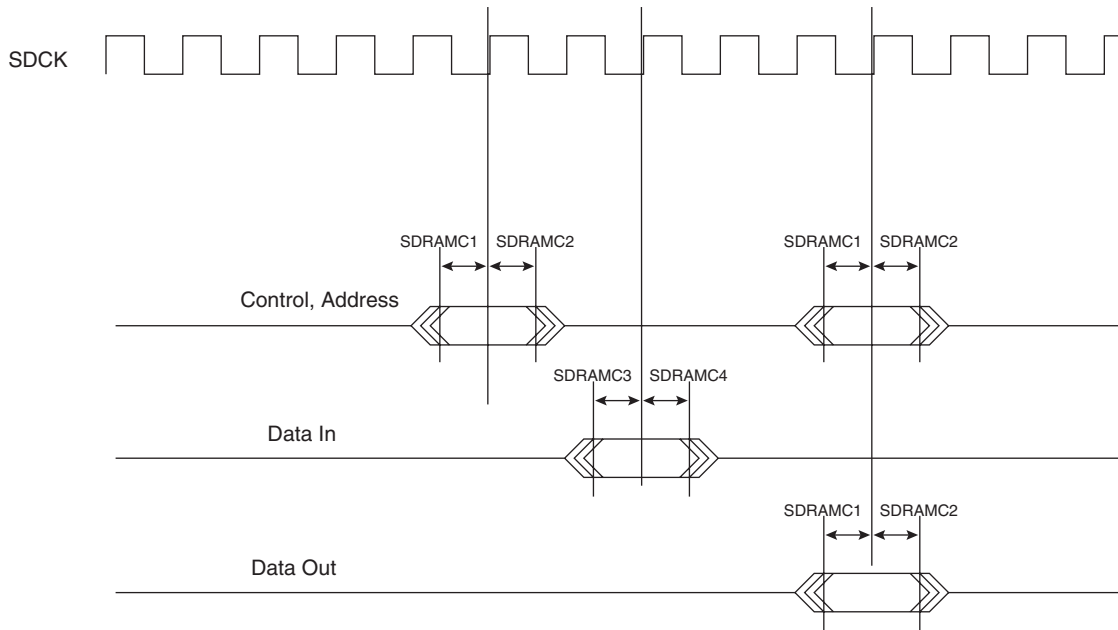 SDCK
SDRAMC1 SDRAMC2 SDRAMC1 SDRAMC2
Control, Address
SDRAMC3 SDRAMC4
Data In
SDRAMC1 SDRAMC2
Data Out